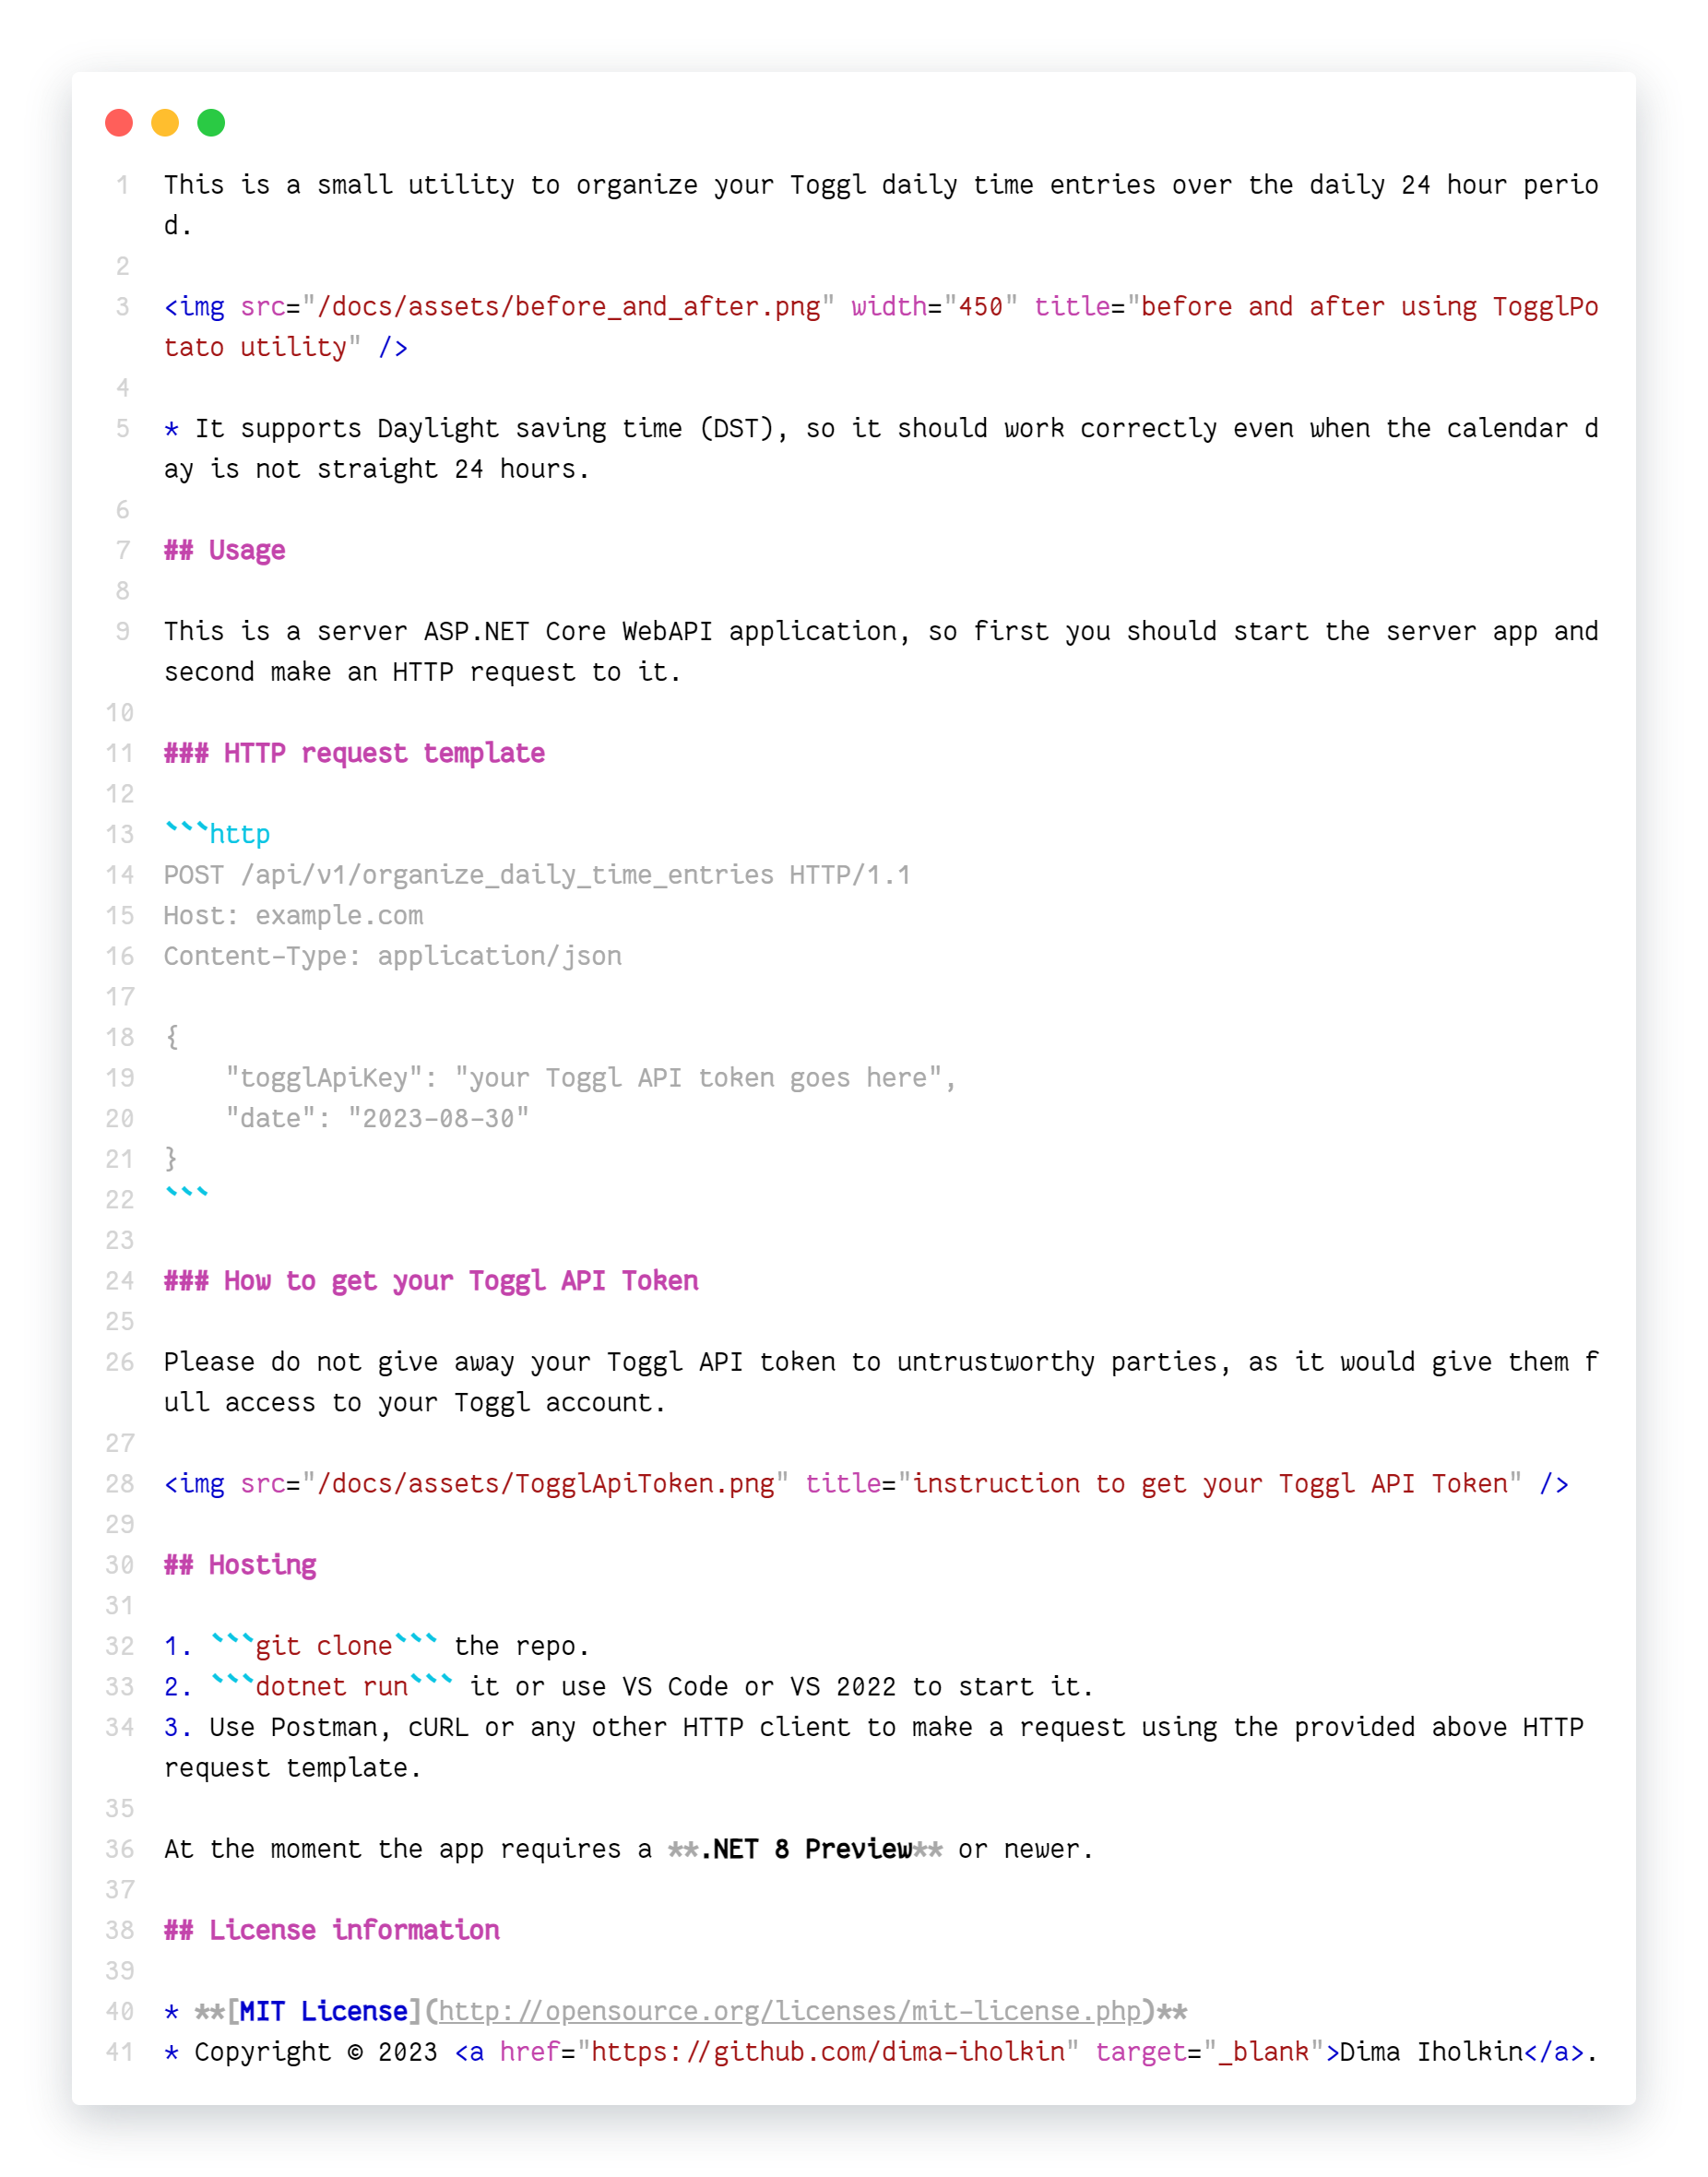 1 This is a small utility to organize your Toggl daily time entries over the daily 24 hour perio
d.
2
3 <img src="/docs/assets/before_and_after.png" width="450" title="before and after using TogglPo
tato utility" />
4
5 * It supports Daylight saving time (DST), so it should work correctly even when the calendar d
ay is not straight 24 hours.
6
7 ## Usage
8
9 This is a server ASP.NET Core WebAPI application, so first you should start the server app and
second make an HTTP request to it.
10
11 ### HTTP request template
12
13 ```http
14 POST /api/v1/organize_daily_time_entries HTTP/1.1
15 Host: example.com
16 Content-Type: application/json
17
18 {
19     "togglApiKey": "your Toggl API token goes here",
20     "date": "2023-08-30"
21 }
22 ```
23
24 ### How to get your Toggl API Token
25
26 Please do not give away your Toggl API token to untrustworthy parties, as it would give them f
ull access to your Toggl account.
27
28 <img src="/docs/assets/TogglApiToken.png" title="instruction to get your Toggl API Token" />
29
30 ## Hosting
31
32 1. ```git clone``` the repo.
33 2. ```dotnet run``` it or use VS Code or VS 2022 to start it.
34 3. Use Postman, cURL or any other HTTP client to make a request using the provided above HTTP
request template.
35
36 At the moment the app requires a **.NET 8 Preview** or newer.
37
38 ## License information
39
40 * **[MIT License](http://opensource.org/licenses/mit-license.php)**
41 * Copyright © 2023 <a href="https://github.com/dima-iholkin" target="_blank">Dima Iholkin</a>.